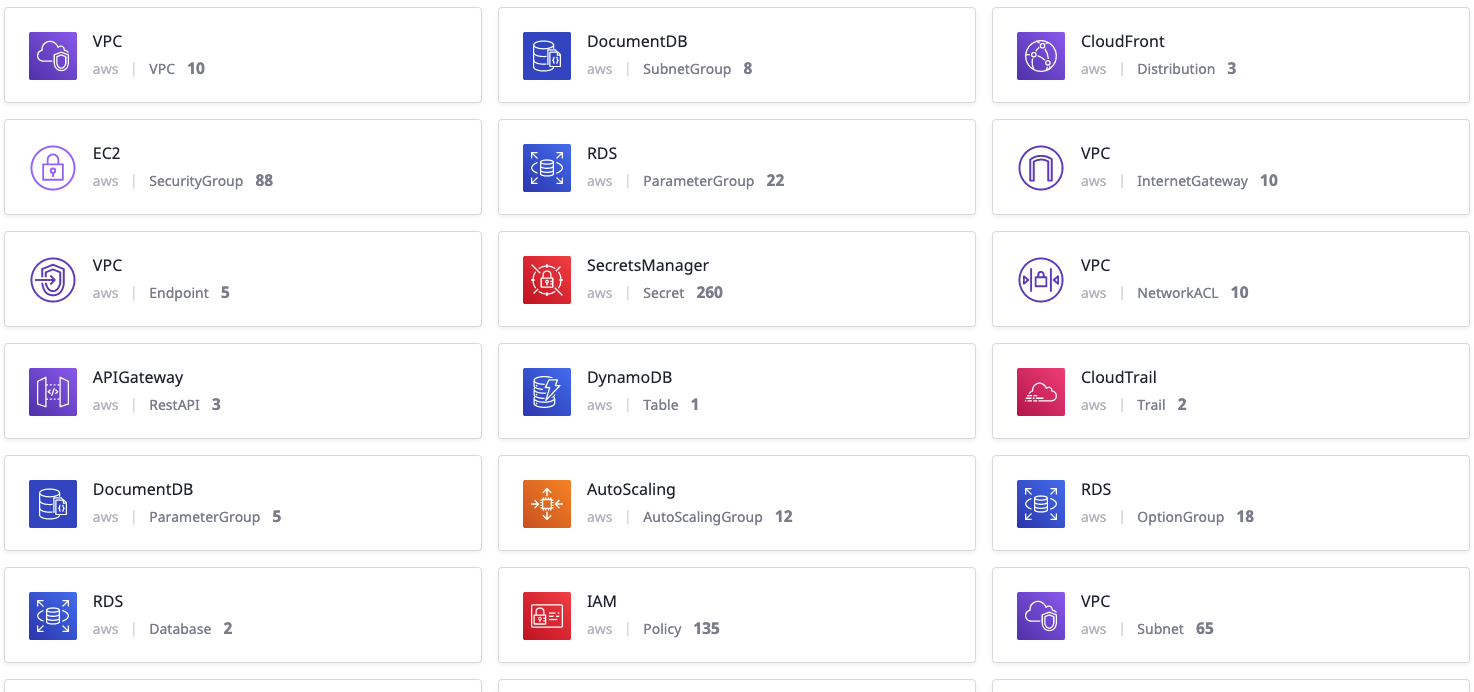 VPC
aws | VPC 10
DocumentDB
aws | SubnetGroup 8
CloudFront
aws | Distribution 3
EC2
aws | SecurityGroup 88
RDS
aws | ParameterGroup 22
VPC
aws | InternetGateway 10
VPC
aws | Endpoint 5
SecretsManager
aws | Secret 260
VPC
aws | NetworkACL 10
APIGateway
aws | RestAPI 3
DynamoDB
aws | Table 1
CloudTrail
aws | Trail 2
DocumentDB
aws | ParameterGroup 5
AutoScaling
aws | AutoScalingGroup 12
RDS
aws | OptionGroup 18
RDS
aws | Database 2
IAM
aws | Policy 135
VPC
aws | Subnet 65